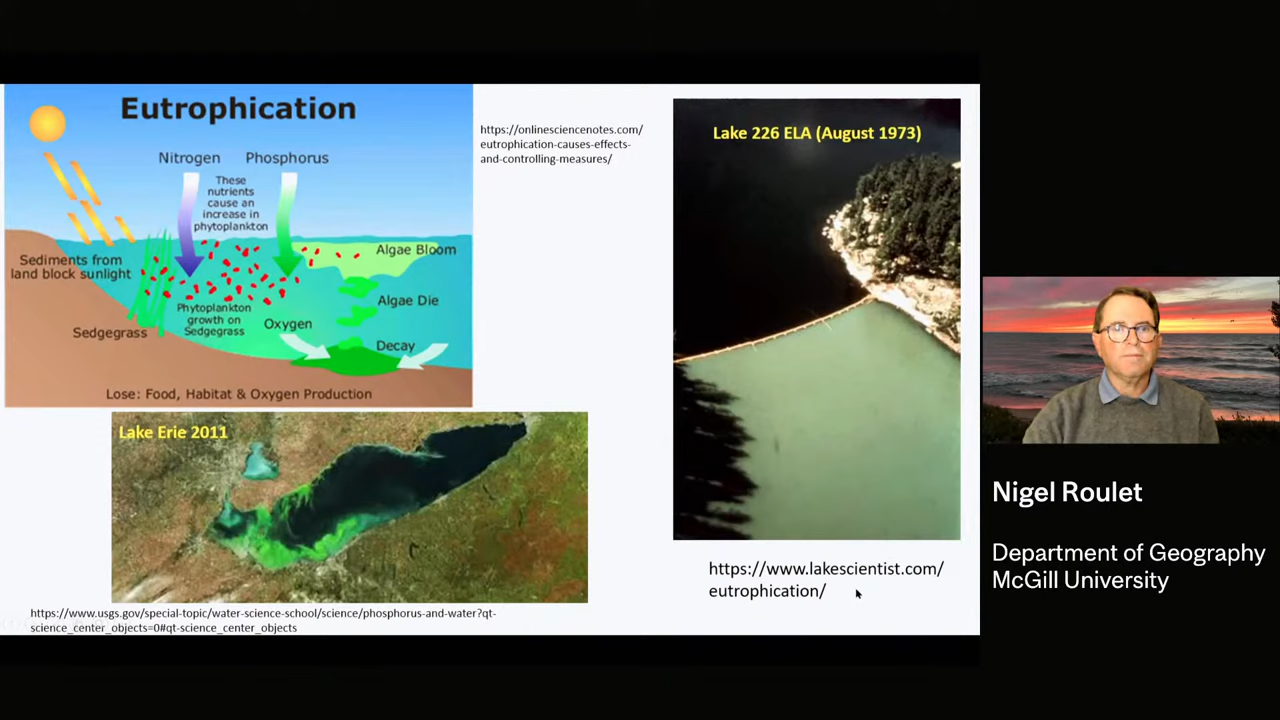 Eutrophication
Nitrogen
Phosphorus
These
nutrients
cause an
increase in
phytoplankton
Sediments from
land block sunlight
Algae Bloom
Algae Die
Phytoplankton
growth on
Sedgegrass
Oxygen
Sedgegrass
Decay
Lose: Food, Habitat & Oxygen Production
https://onlinesciencenotes.com/
eutrophication-causes-effects-
and-controlling-measures/
Lake Erie 2011
https://www.usgs.gov/special-topic/water-science-school/science/phosphorus-and-water?qt-
science_center_objects=0#qt-science_center_objects
Lake 226 ELA (August 1973)
https://www.lakescientist.com/
eutrophication/
Nigel Roulet
Department of Geography
McGill University